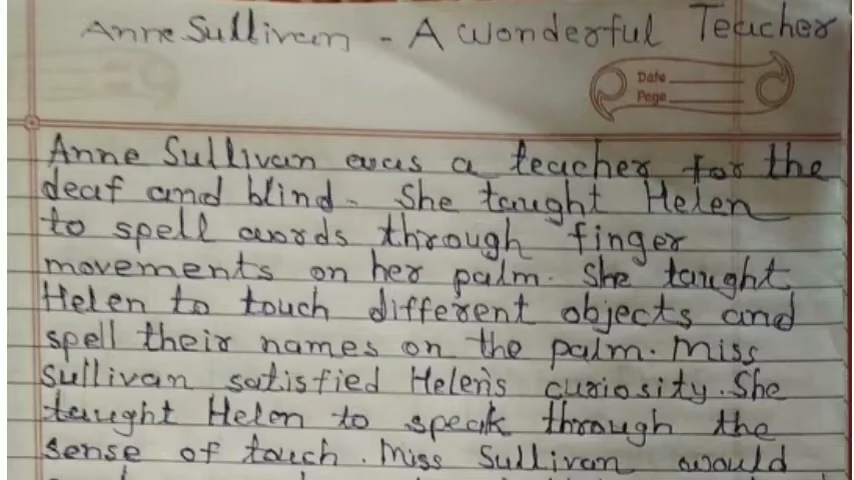 Anne Sullivan - A Wonderful Teacher
Date
Page
Anne Sullivan was a teacher for the
deaf and blind. She taught Helen
to spell words through finger
movements on her palm. She taught
Helen to touch different objects and
spell their names on the palm. Miss
Sullivan satisfied Helen's curiosity. She
taught Helen to speak through the
sense of touch. Miss Sullivan would